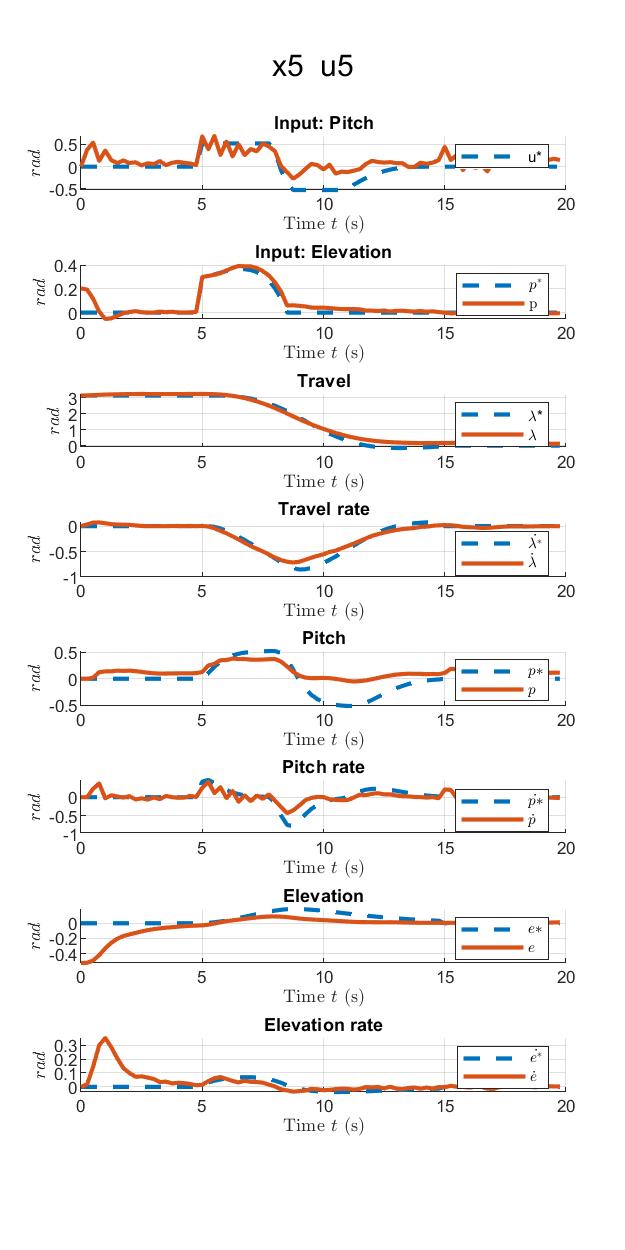 x5 u5
Input: Pitch
0.5
0
-0.5
rad
u*
0 5 10 15 20
Time t (s)
Input: Elevation
0.4
0.2
0
rad
p*
p
0 5 10 15 20
Time t (s)
Travel
3
2
1
0
rad
λ*
λ
0 5 10 15 20
Time t (s)
Travel rate
0
-0.5
-1
rad
λ̇*
λ̇
0 5 10 15 20
Time t (s)
Pitch
0.5
0
-0.5
rad
p*
p
0 5 10 15 20
Time t (s)
Pitch rate
0
-0.5
-1
rad
ṗ*
ṗ
0 5 10 15 20
Time t (s)
Elevation
0
-0.2
-0.4
rad
e*
e
0 5 10 15 20
Time t (s)
Elevation rate
0.3
0.2
0.1
0
rad
ė*
ė
0 5 10 15 20
Time t (s)